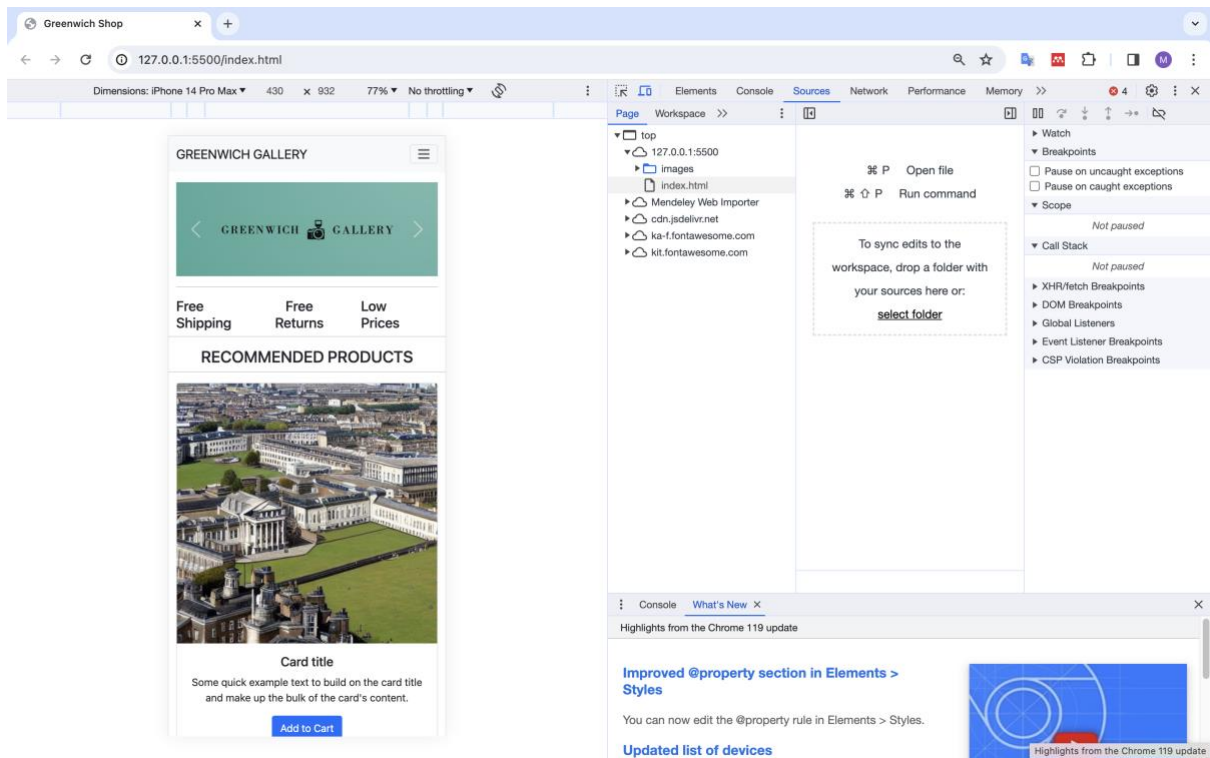 Greenwich Shop
127.0.0.1:5500/index.html
M
Dimensions: iPhone 14 Pro Max ▼ 430 × 932 77% ▼ No throttling ▼
GREENWICH GALLERY
GREENWICH GALLERY
Free Shipping
Free Returns
Low Prices
RECOMMENDED PRODUCTS
Card title
Some quick example text to build on the card title
and make up the bulk of the card's content.
Add to Cart
Elements Console Sources Network Performance Memory >> 4
Page Workspace >>
top
127.0.0.1:5500
images
index.html
Mendeley Web Importer
cdn.jsdelivr.net
ka-f.fontawesome.com
kit.fontawesome.com
⌘ P Open file
⌘ ⇧ P Run command
To sync edits to the
workspace, drop a folder with
your sources here or:
select folder
Watch
Breakpoints
Pause on uncaught exceptions
Pause on caught exceptions
Scope
Not paused
Call Stack
Not paused
XHR/fetch Breakpoints
DOM Breakpoints
Global Listeners
Event Listener Breakpoints
CSP Violation Breakpoints
Console What's New ×
Highlights from the Chrome 119 update
Improved @property section in Elements >
Styles
You can now edit the @property rule in Elements > Styles.
Updated list of devices
Highlights from the Chrome 119 update